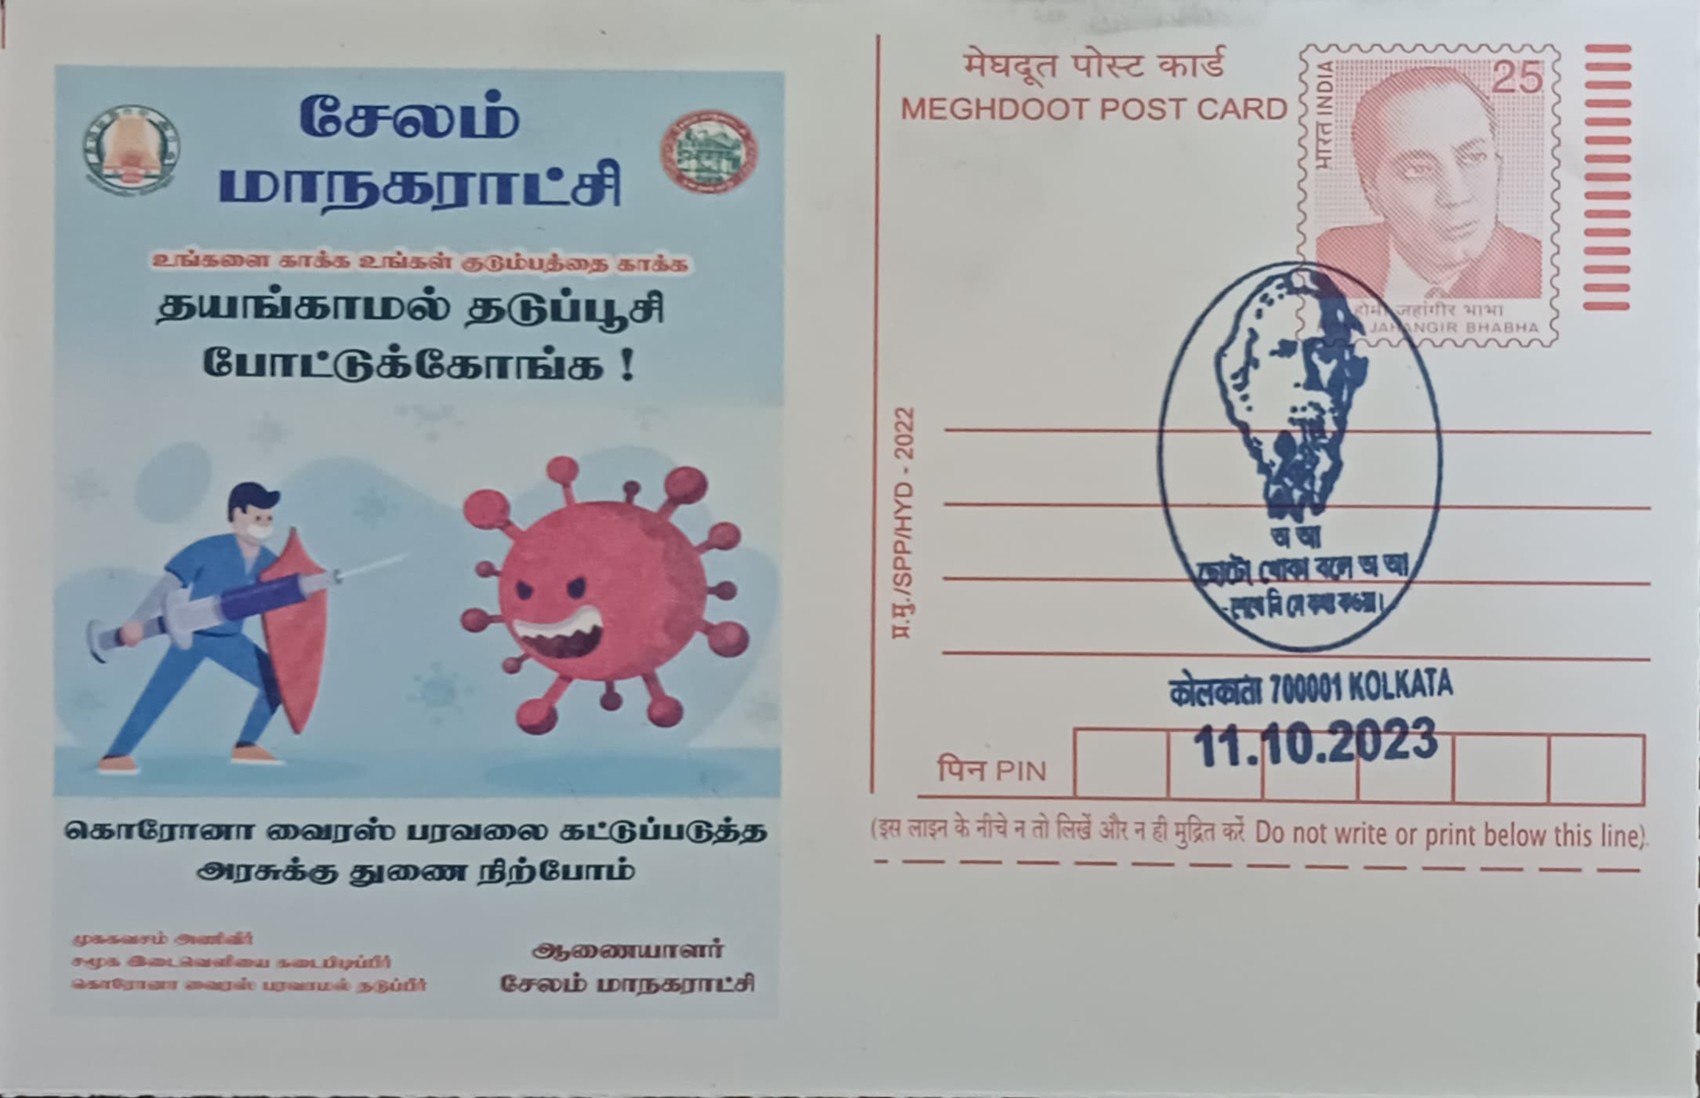 சேலம்
மாநகராட்சி
உங்களை காக்க உங்கள் குடும்பத்தை காக்க
தயங்காமல் தடுப்பூசி
போட்டுக்கோங்க !
கொரோனா வைரஸ் பரவலை கட்டுப்படுத்த
அரசுக்கு துணை நிற்போம்
முககவசம் அணிவீர்
சமூக இடைவெளியை கடைபிடிப்பீர்
கொரோனா வைரஸ் பரவாமல் தடுப்பீர்
ஆணையாளர்
சேலம் மாநகராட்சி
मेघदूत पोस्ट कार्ड
MEGHDOOT POST CARD
भारत INDIA
25
होमी जहांगीर भाभा
JAHANGIR BHABHA
प्र.मु./SPP/HYD - 2022
অ আ
ছোটো খোকা বলে অ আ
শেখে নি সে কথা কওয়া।
कोलकाता 700001 KOLKATA
11.10.2023
पिन PIN
(इस लाइन के नीचे न तो लिखें और न ही मुद्रित करें Do not write or print below this line).